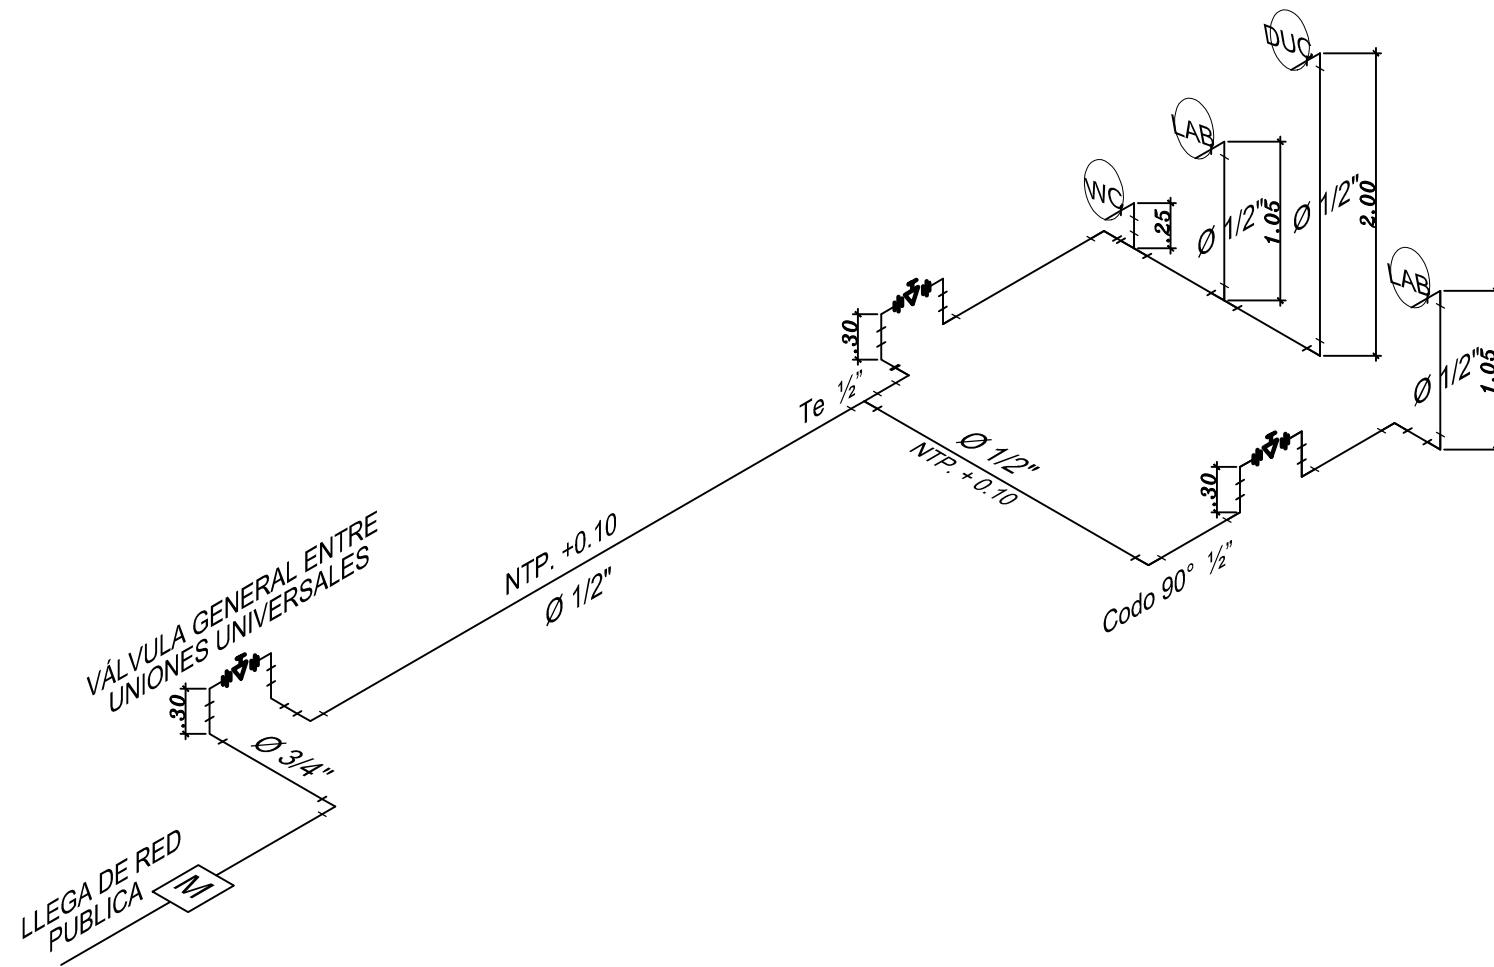 DUC
LAB
WC
Ø 1/2"
1.05
Ø 1/2"
2.00
.25
LAB
.30
Te ½”
Ø 1/2"
1.05
Ø 1/2"
NTP. +0.10
.30
Codo 90° ½”
NTP. +0.10
Ø 1/2"
VÁLVULA GENERAL ENTRE
UNIONES UNIVERSALES
.30
Ø 3/4"
LLEGA DE RED
PUBLICA
M